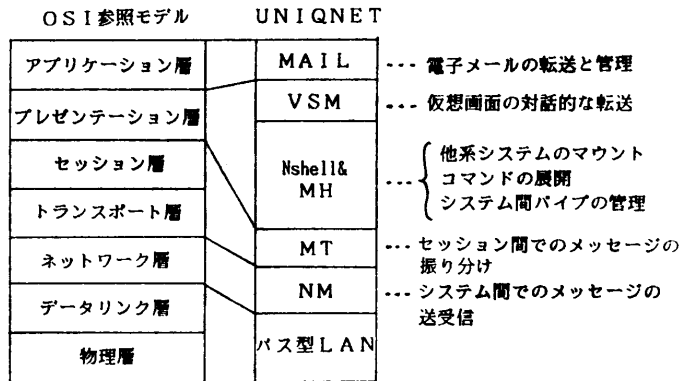 OSI参照モデル
UNIQNET
アプリケーション層
プレゼンテーション層
セッション層
トランスポート層
ネットワーク層
データリンク層
物理層
MAIL
VSM
Nshell&
MH
MT
NM
バス型LAN
--- 電子メールの転送と管理
--- 仮想画面の対話的な転送
---
他系システムのマウント
コマンドの展開
システム間パイプの管理
--- セッション間でのメッセージの
振り分け
--- システム間でのメッセージの
送受信